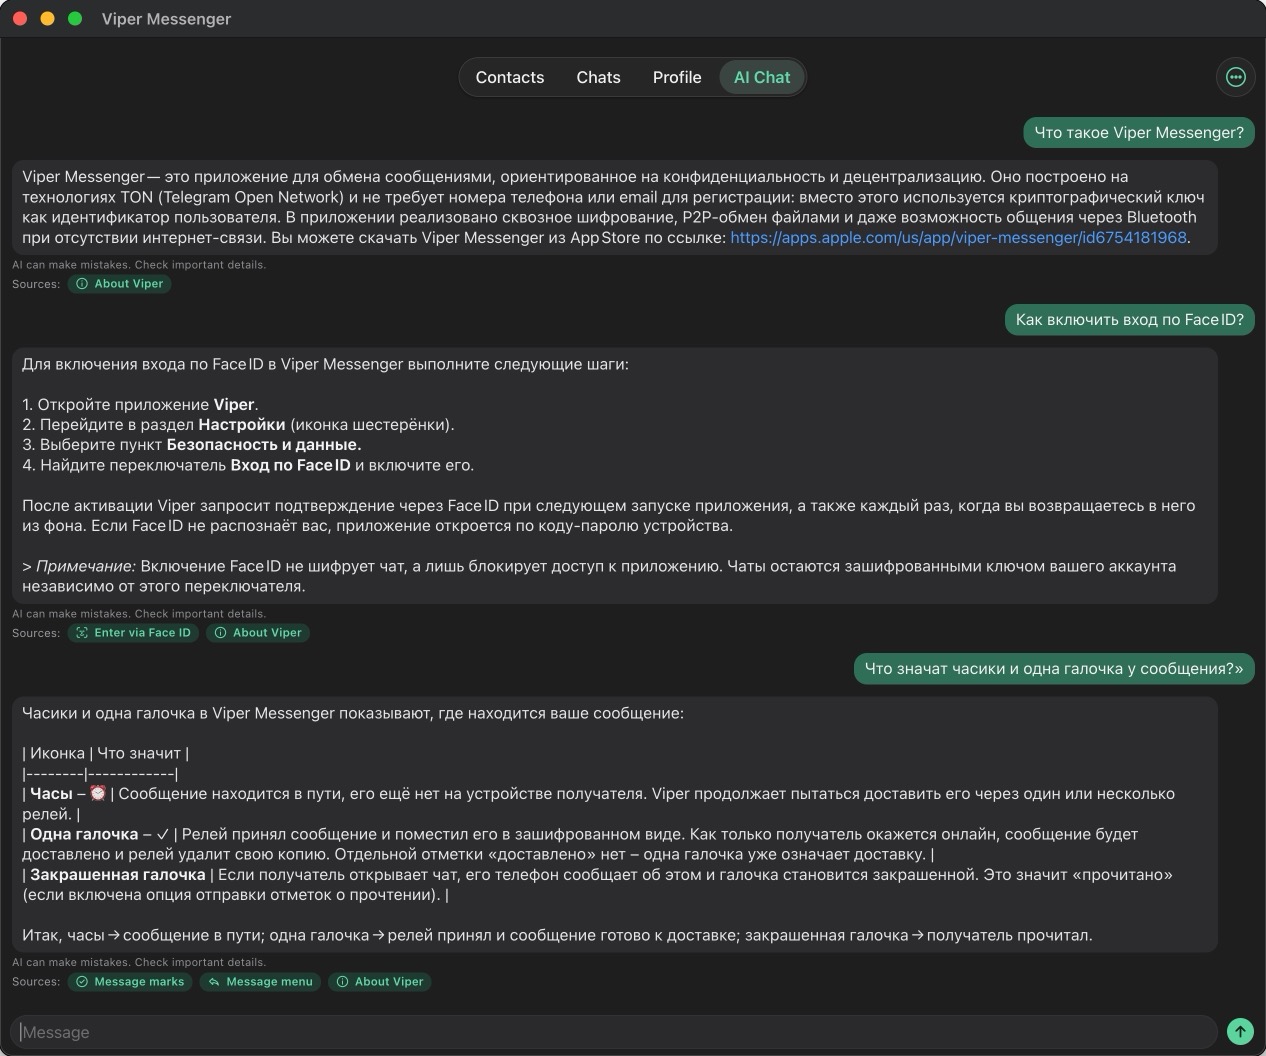 Viper Messenger
Contacts
Chats
Profile
AI Chat
Что такое Viper Messenger?
Viper Messenger — это приложение для обмена сообщениями, ориентированное на конфиденциальность и децентрализацию. Оно построено на
технологиях TON (Telegram Open Network) и не требует номера телефона или email для регистрации: вместо этого используется криптографический ключ
как идентификатор пользователя. В приложении реализовано сквозное шифрование, P2P-обмен файлами и даже возможность общения через Bluetooth
при отсутствии интернет-связи. Вы можете скачать Viper Messenger из App Store по ссылке: https://apps.apple.com/us/app/viper-messenger/id6754181968.
AI can make mistakes. Check important details.
Sources: About Viper
Как включить вход по Face ID?
Для включения входа по Face ID в Viper Messenger выполните следующие шаги:
1. Откройте приложение Viper.
2. Перейдите в раздел Настройки (иконка шестерёнки).
3. Выберите пункт Безопасность и данные.
4. Найдите переключатель Вход по Face ID и включите его.
После активации Viper запросит подтверждение через Face ID при следующем запуске приложения, а также каждый раз, когда вы возвращаетесь в него
из фона. Если Face ID не распознаёт вас, приложение откроется по коду-паролю устройства.
> Примечание: Включение Face ID не шифрует чат, а лишь блокирует доступ к приложению. Чаты остаются зашифрованными ключом вашего аккаунта
независимо от этого переключателя.
AI can make mistakes. Check important details.
Sources: Enter via Face ID About Viper
Что значат часики и одна галочка у сообщения?»
Часики и одна галочка в Viper Messenger показывают, где находится ваше сообщение:
| Иконка | Что значит |
|--------|------------|
| Часы – ⏰ | Сообщение находится в пути, его ещё нет на устройстве получателя. Viper продолжает пытаться доставить его через один или несколько
релей. |
| Одна галочка – ✓ | Релей принял сообщение и поместил его в зашифрованном виде. Как только получатель окажется онлайн, сообщение будет
доставлено и релей удалит свою копию. Отдельной отметки «доставлено» нет – одна галочка уже означает доставку. |
| Закрашенная галочка | Если получатель открывает чат, его телефон сообщает об этом и галочка становится закрашенной. Это значит «прочитано»
(если включена опция отправки отметок о прочтении). |
Итак, часы → сообщение в пути; одна галочка → релей принял и сообщение готово к доставке; закрашенная галочка → получатель прочитал.
AI can make mistakes. Check important details.
Sources: Message marks Message menu About Viper
Message